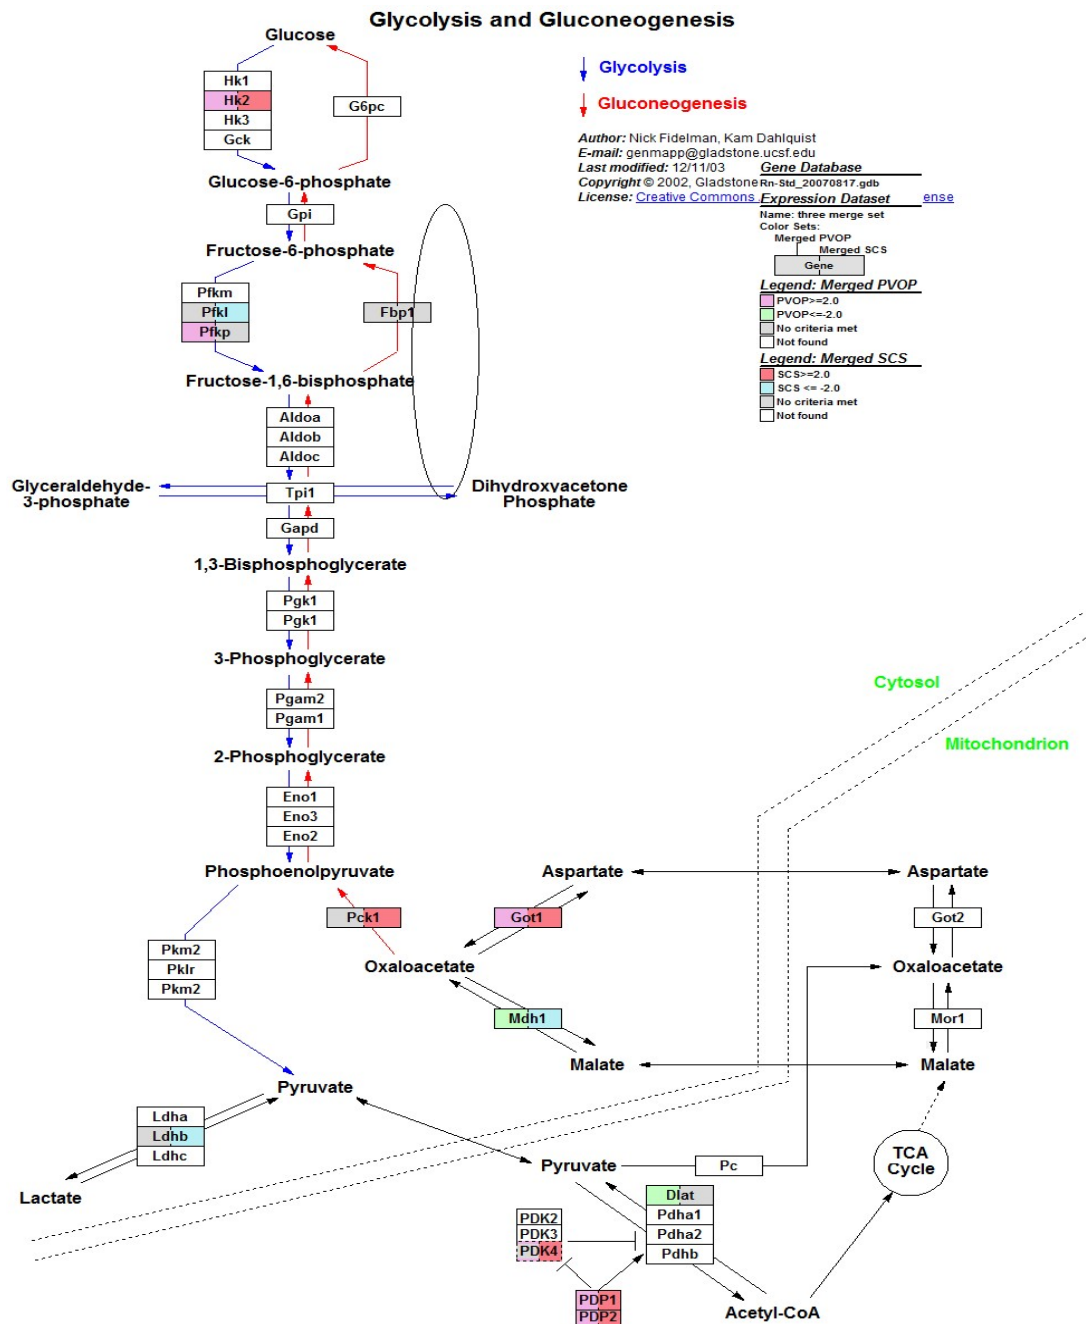 Glycolysis and Gluconeogenesis
Glucose
Glycolysis
Gluconeogenesis
Hk1
Hk2
Hk3
Gck
G6pc
Author: Nick Fidelman, Kam Dahlquist
E-mail: genmapp@gladstone.ucsf.edu
Last modified: 12/11/03
Copyright © 2002, Gladstone
License: Creative Commons
ense
Gene Database
Rn-Std_20070817.gdb
Expression Dataset
Name: three merge set
Color Sets:
Merged PVOP
Merged SCS
Gene
Legend: Merged PVOP
PVOP>=2.0
PVOP<=-2.0
No criteria met
Not found
Legend: Merged SCS
SCS>=2.0
SCS <= -2.0
No criteria met
Not found
Glucose-6-phosphate
Gpi
Fructose-6-phosphate
Pfkm
Pfkl
Pfkp
Fbp1
Fructose-1,6-bisphosphate
Aldoa
Aldob
Aldoc
Glyceraldehyde-
3-phosphate
Tpi1
Dihydroxyacetone
Phosphate
Gapd
1,3-Bisphosphoglycerate
Pgk1
Pgk1
3-Phosphoglycerate
Pgam2
Pgam1
2-Phosphoglycerate
Eno1
Eno3
Eno2
Cytosol
Mitochondrion
Phosphoenolpyruvate
Aspartate
Aspartate
Pck1
Got1
Got2
Pkm2
Pklr
Pkm2
Oxaloacetate
Oxaloacetate
Mdh1
Mor1
Malate
Malate
Pyruvate
Ldha
Ldhb
Ldhc
Lactate
Pyruvate
Pc
TCA
Cycle
Dlat
Pdha1
Pdha2
Pdhb
PDK2
PDK3
PDK4
PDP1
PDP2
Acetyl-CoA